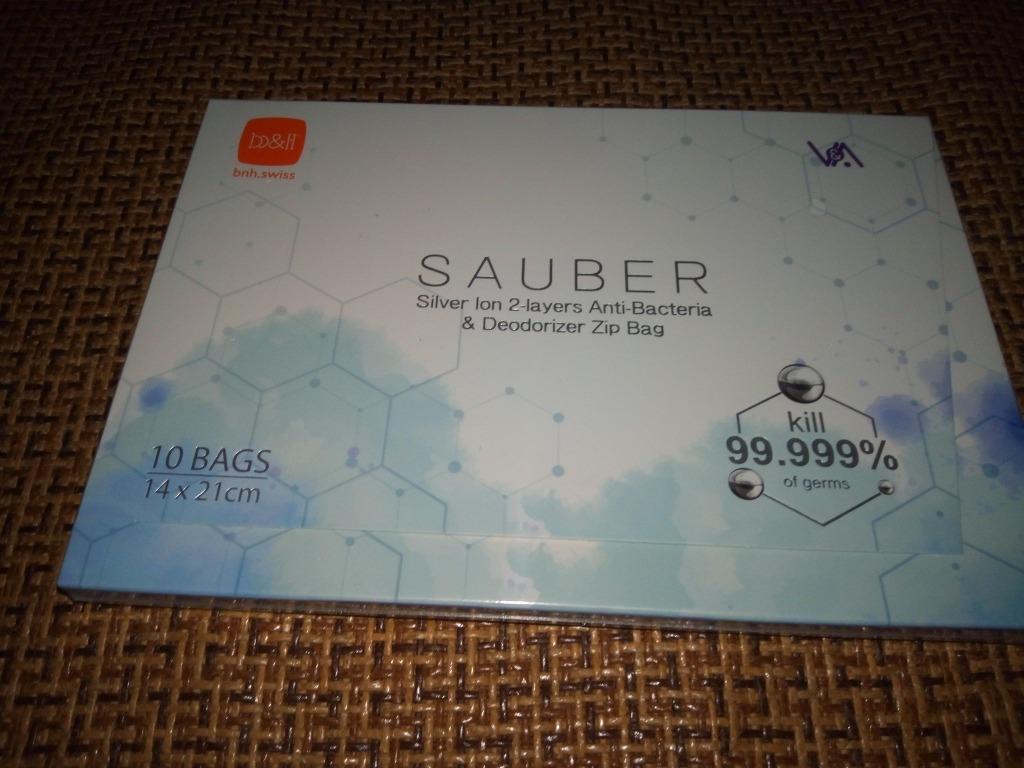 bnh.swiss
SAUBER
Silver Ion 2-layers Anti-Bacteria
& Deodorizer Zip Bag
kill
99.999%
of germs
10 BAGS
14 x 21cm